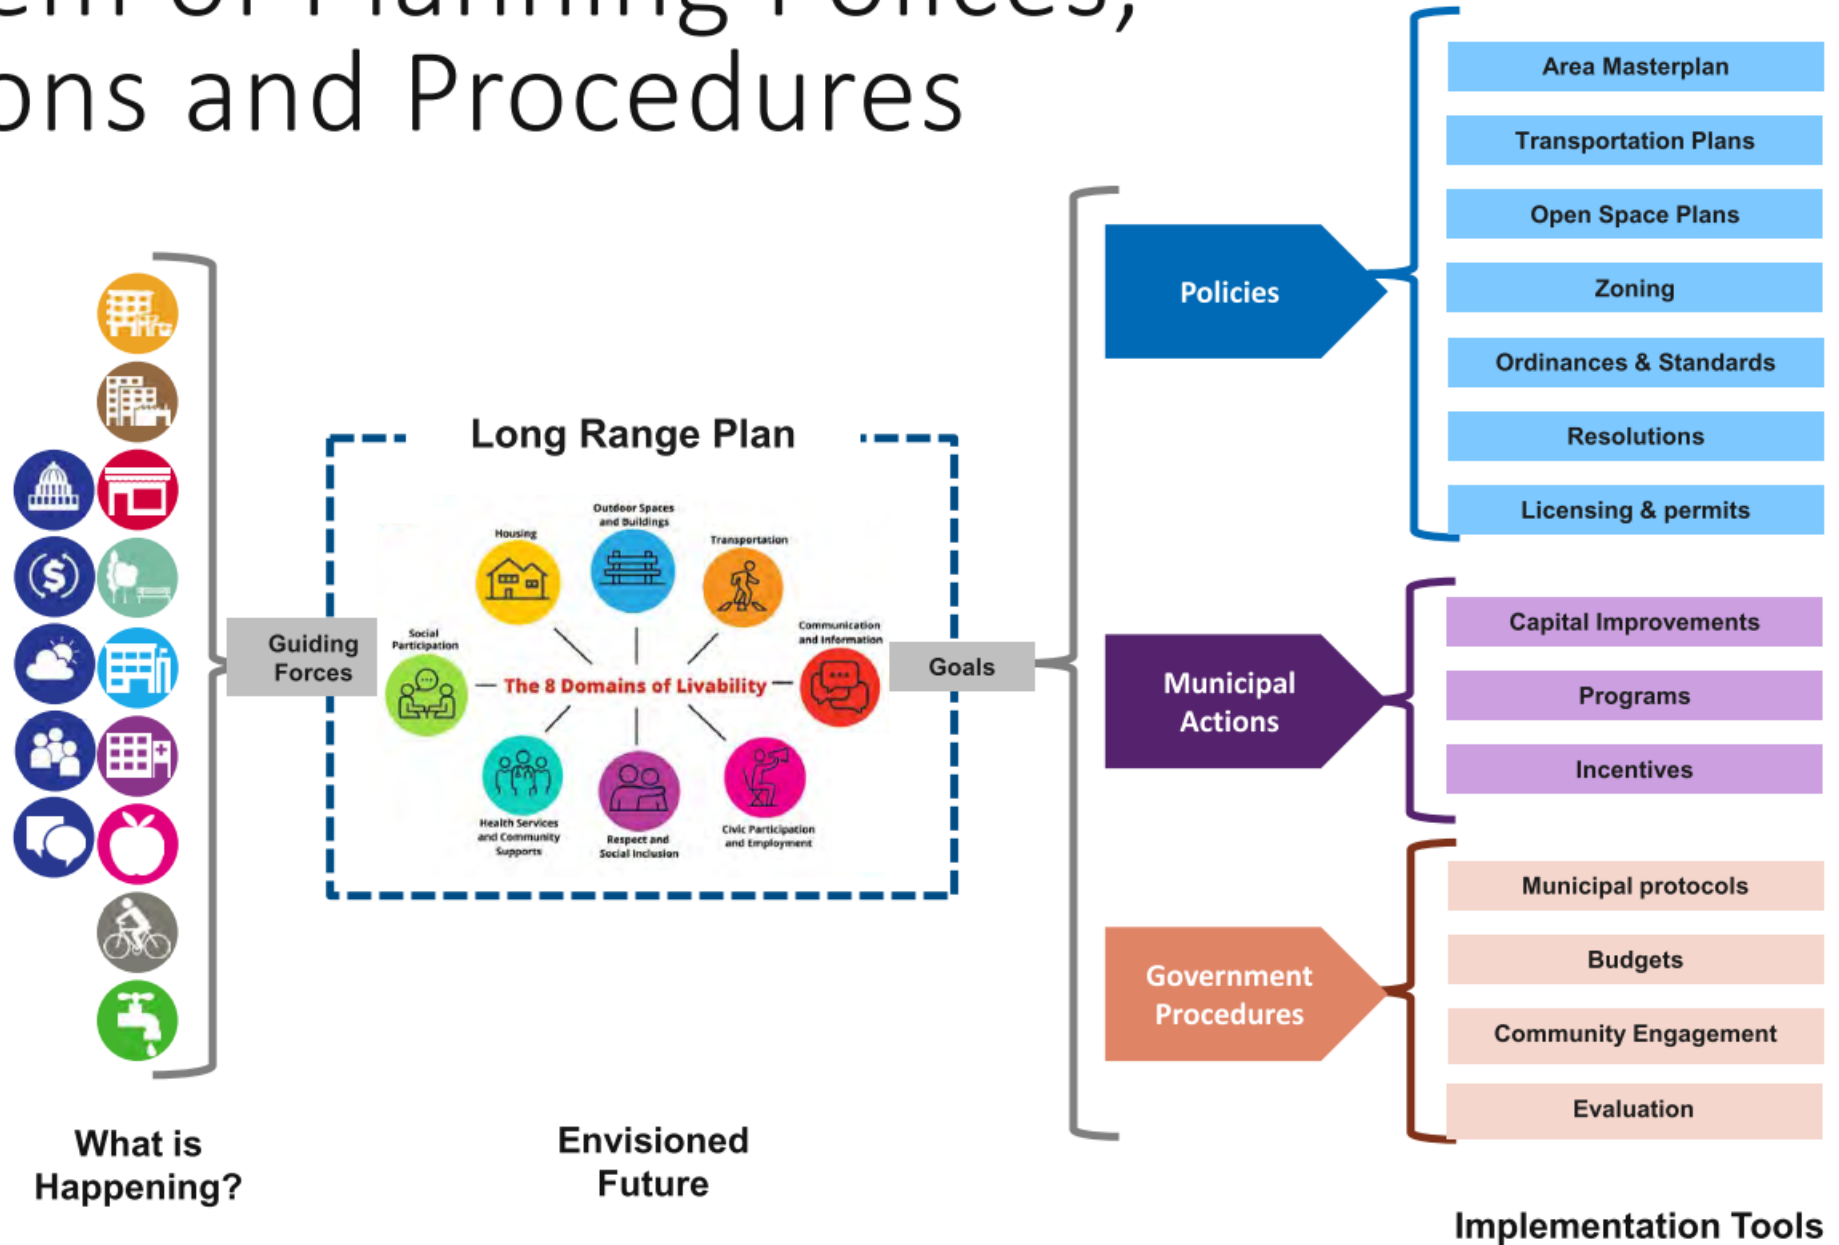 of Planning Polices,
ons and Procedures
Area Masterplan
Transportation Plans
Open Space Plans
Zoning
Ordinances & Standards
Resolutions
Licensing & permits
Policies
Long Range Plan
Outdoor Spaces
and Buildings
Housing
Transportation
Social
Participation
Communication
and Information
Guiding
Forces
The 8 Domains of Livability
Goals
Health Services
and Community
Supports
Respect and
Social Inclusion
Civic Participation
and Employment
Municipal
Actions
Capital Improvements
Programs
Incentives
Government
Procedures
Municipal protocols
Budgets
Community Engagement
Evaluation
What is
Happening?
Envisioned
Future
Implementation Tools